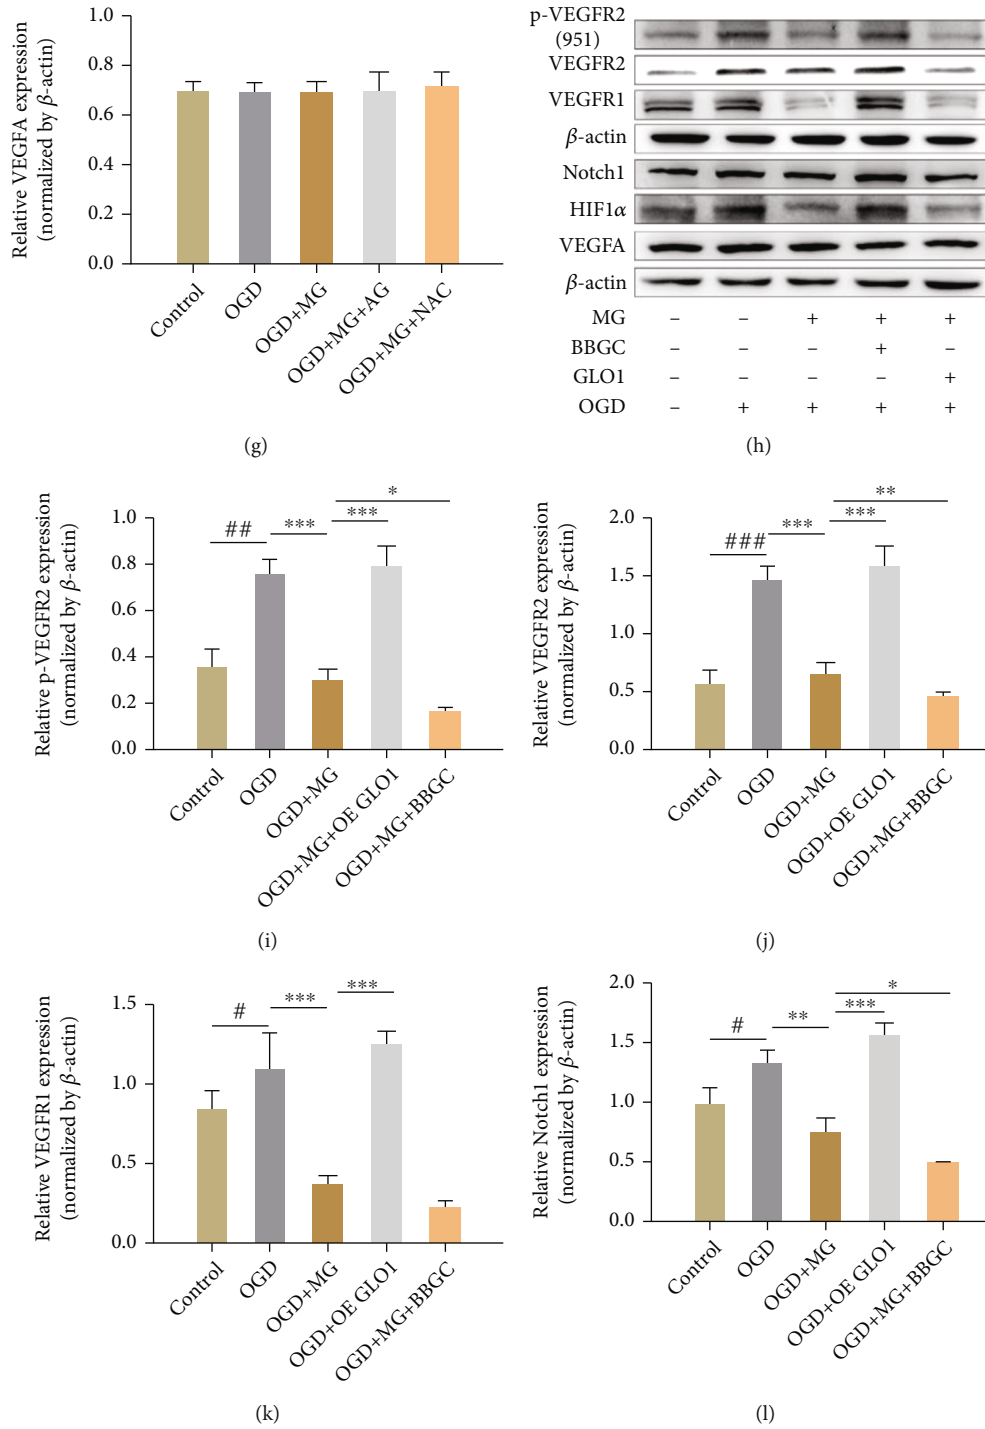 Relative VEGFA expression
(normalized by β-actin)
1.0
0.8
0.6
0.4
0.2
0.0
Control
OGD
OGD+MG
OGD+MG+AG
OGD+MG+NAC
(g)
p-VEGFR2
(951)
VEGFR2
VEGFR1
β-actin
Notch1
HIF1α
VEGFA
β-actin
MG – – + + +
BBGC – – – + –
GLO1 – – – – +
OGD – + + + +
(h)
Relative p-VEGFR2 expression
(normalized by β-actin)
1.0
0.8
0.6
0.4
0.2
0.0
##
***
***
*
Control
OGD
OGD+MG
OGD+MG+OE GLO1
OGD+MG+BBGC
(i)
Relative VEGFR2 expression
(normalized by β-actin)
2.0
1.5
1.0
0.5
0.0
###
***
***
**
Control
OGD
OGD+MG
OGD+OE GLO1
OGD+MG+BBGC
(j)
Relative VEGFR1 expression
(normalized by β-actin)
1.5
1.0
0.5
0.0
#
***
***
Control
OGD
OGD+MG
OGD+OE GLO1
OGD+MG+BBGC
(k)
Relative Notch1 expression
(normalized by β-actin)
2.0
1.5
1.0
0.5
0.0
#
**
***
*
Control
OGD
OGD+MG
OGD+OE GLO1
OGD+MG+BBGC
(l)